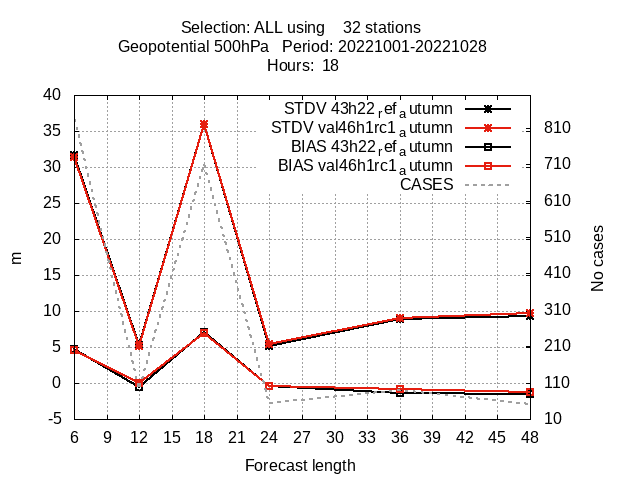 Selection: ALL using    32 stations
Geopotential 500hPa   Period: 20221001-20221028
Hours:  18
STDV 43h22_ref_autumn
STDV val46h1rc1_autumn
BIAS 43h22_ref_autumn
BIAS val46h1rc1_autumn
CASES
40
35
30
25
20
15
10
5
0
-5
m
810
710
610
510
410
310
210
110
10
No cases
6 9 12 15 18 21 24 27 30 33 36 39 42 45 48
Forecast length